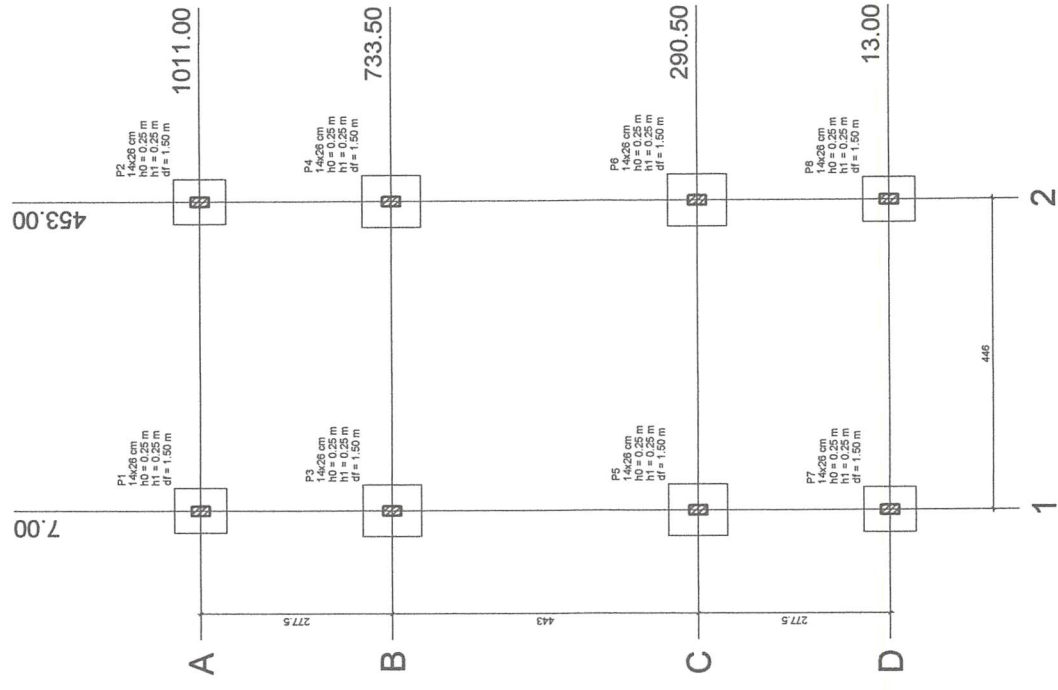 453.00
7.00
1011.00
733.50
290.50
13.00
P1
14x26 cm
h0 = 0.25 m
h1 = 0.25 m
df = 1.50 m
P2
14x26 cm
h0 = 0.25 m
h1 = 0.25 m
df = 1.50 m
P3
14x26 cm
h0 = 0.25 m
h1 = 0.25 m
df = 1.50 m
P4
14x26 cm
h0 = 0.25 m
h1 = 0.25 m
df = 1.50 m
P5
14x26 cm
h0 = 0.25 m
h1 = 0.25 m
df = 1.50 m
P6
14x26 cm
h0 = 0.25 m
h1 = 0.25 m
df = 1.50 m
P7
14x26 cm
h0 = 0.25 m
h1 = 0.25 m
df = 1.50 m
P8
14x26 cm
h0 = 0.25 m
h1 = 0.25 m
df = 1.50 m
277.5
443
277.5
446
A
B
C
D
1
2